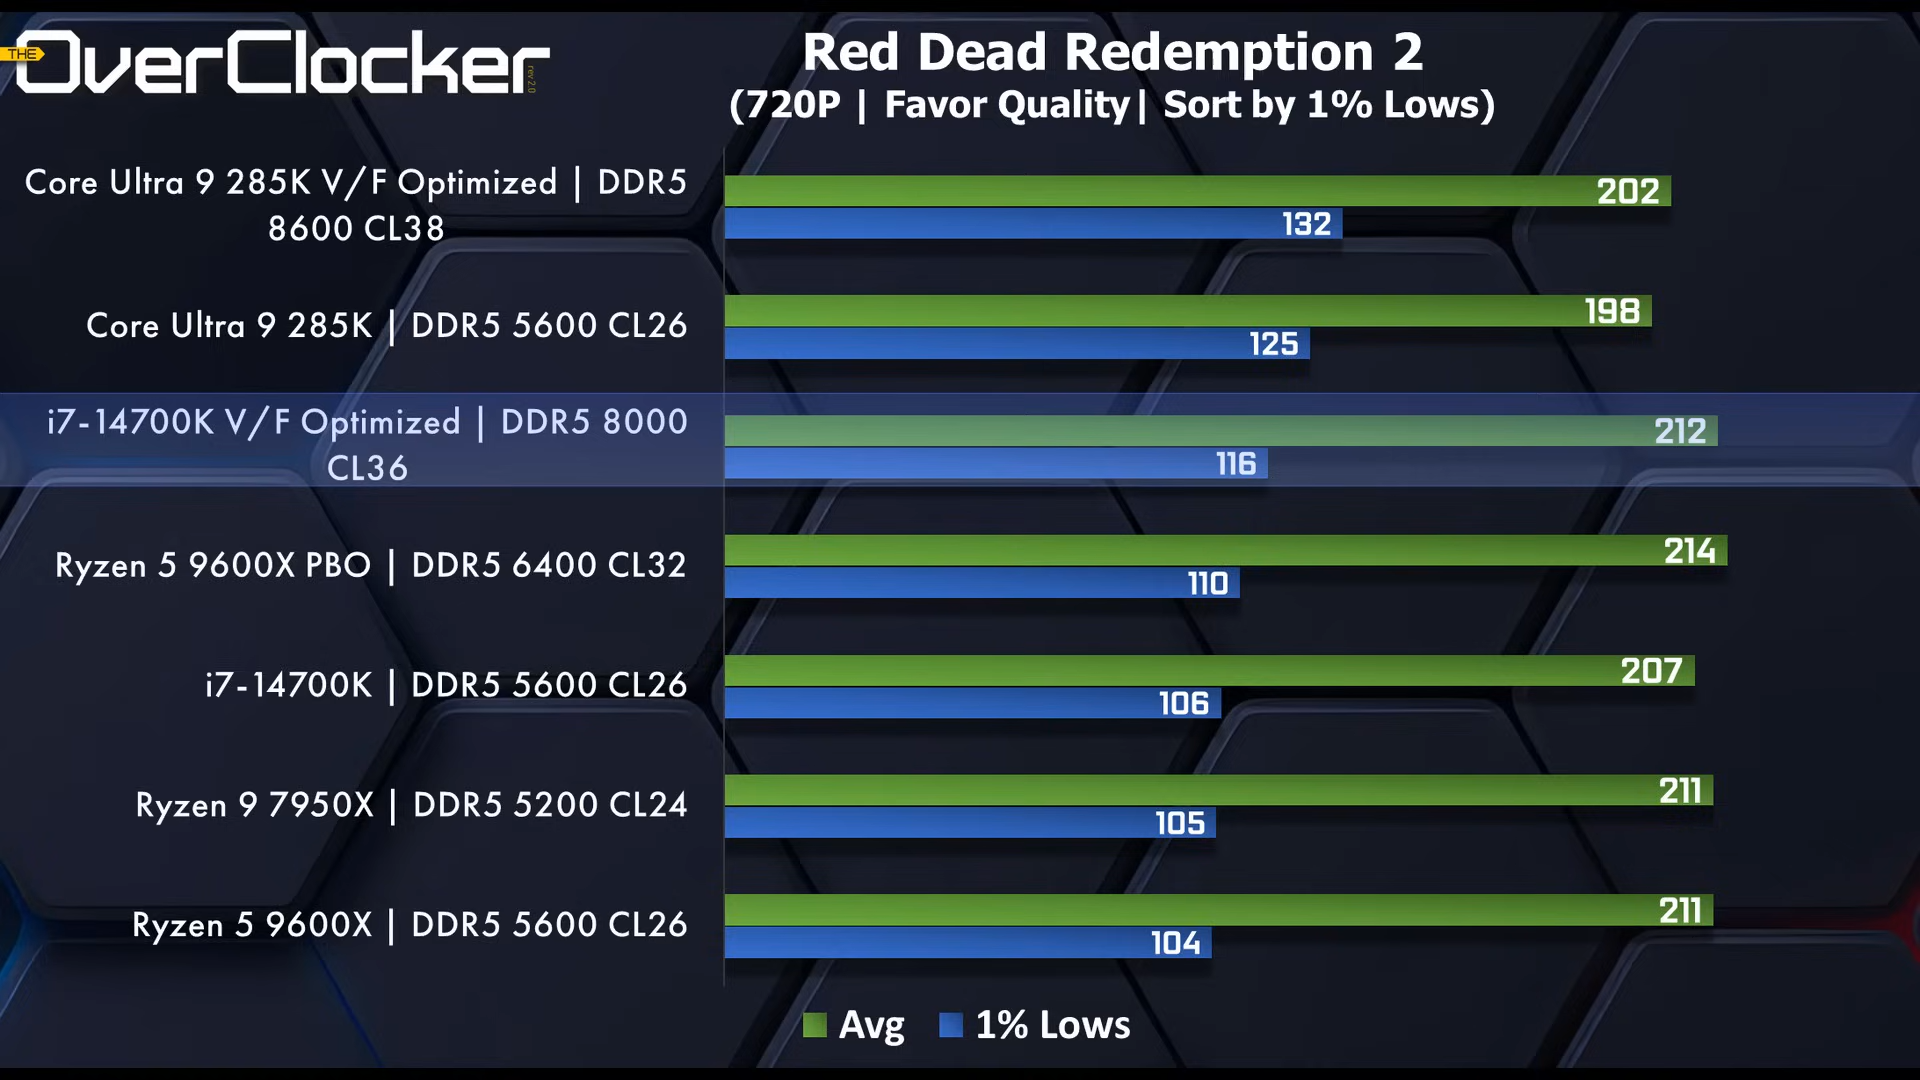 THE
OverClocker
rev 2.0
Red Dead Redemption 2
(720P | Favor Quality| Sort by 1% Lows)
Core Ultra 9 285K V/F Optimized | DDR5
8600 CL38
202
132
Core Ultra 9 285K | DDR5 5600 CL26
198
125
i7-14700K V/F Optimized | DDR5 8000
CL36
212
116
Ryzen 5 9600X PBO | DDR5 6400 CL32
214
110
i7-14700K | DDR5 5600 CL26
207
106
Ryzen 9 7950X | DDR5 5200 CL24
211
105
Ryzen 5 9600X | DDR5 5600 CL26
211
104
Avg 1% Lows